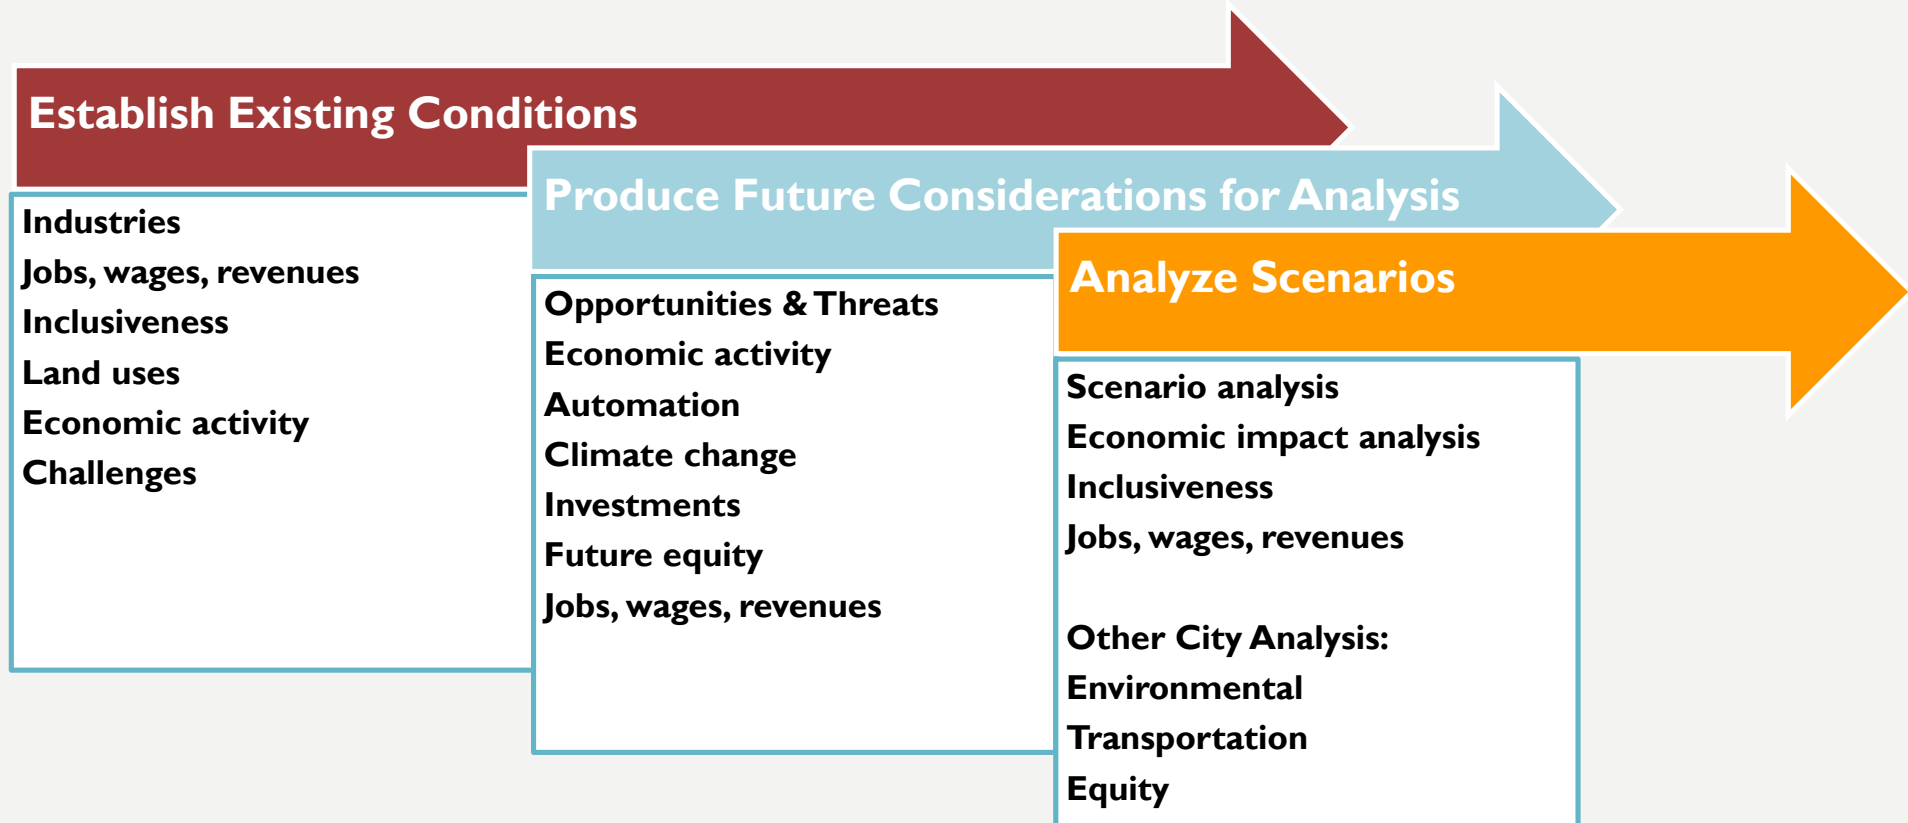 Establish Existing Conditions
Industries
Jobs, wages, revenues
Inclusiveness
Land uses
Economic activity
Challenges
Produce Future Considerations for Analysis
Opportunities & Threats
Economic activity
Automation
Climate change
Investments
Future equity
Jobs, wages, revenues
Analyze Scenarios
Scenario analysis
Economic impact analysis
Inclusiveness
Jobs, wages, revenues
Other City Analysis:
Environmental
Transportation
Equity